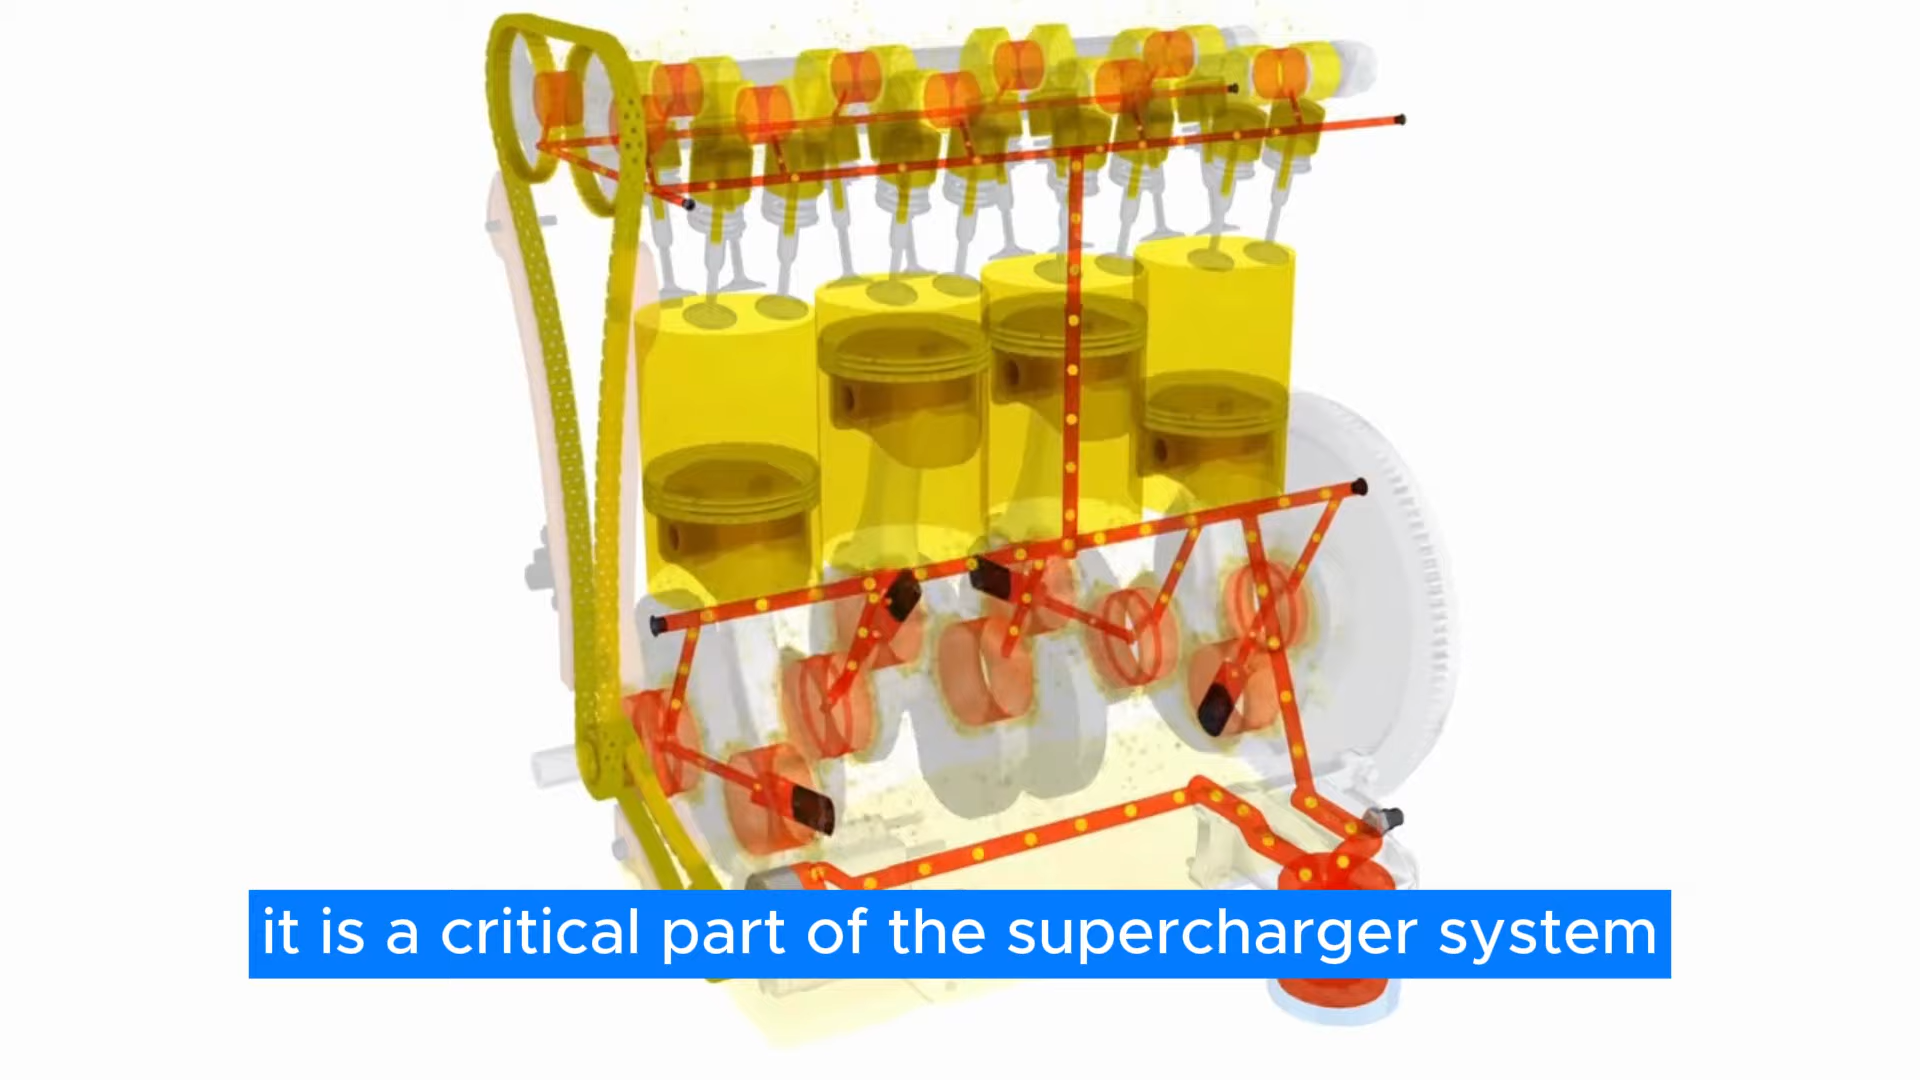 it is a critical part of the supercharger system